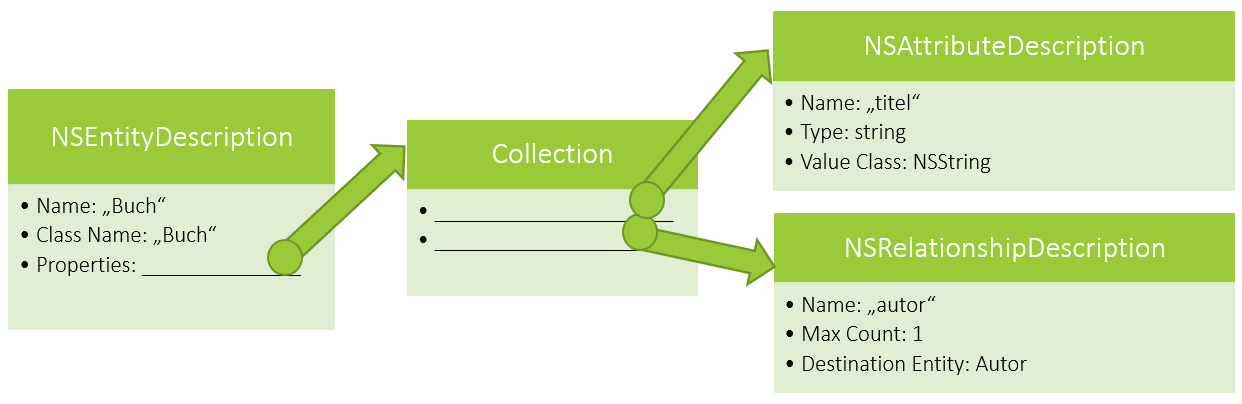 NSEntityDescription
• Name: „Buch“
• Class Name: „Buch“
• Properties: _______________
Collection
• ______________________
• ______________________
NSAttributeDescription
• Name: „titel“
• Type: string
• Value Class: NSString
NSRelationshipDescription
• Name: „autor“
• Max Count: 1
• Destination Entity: Autor